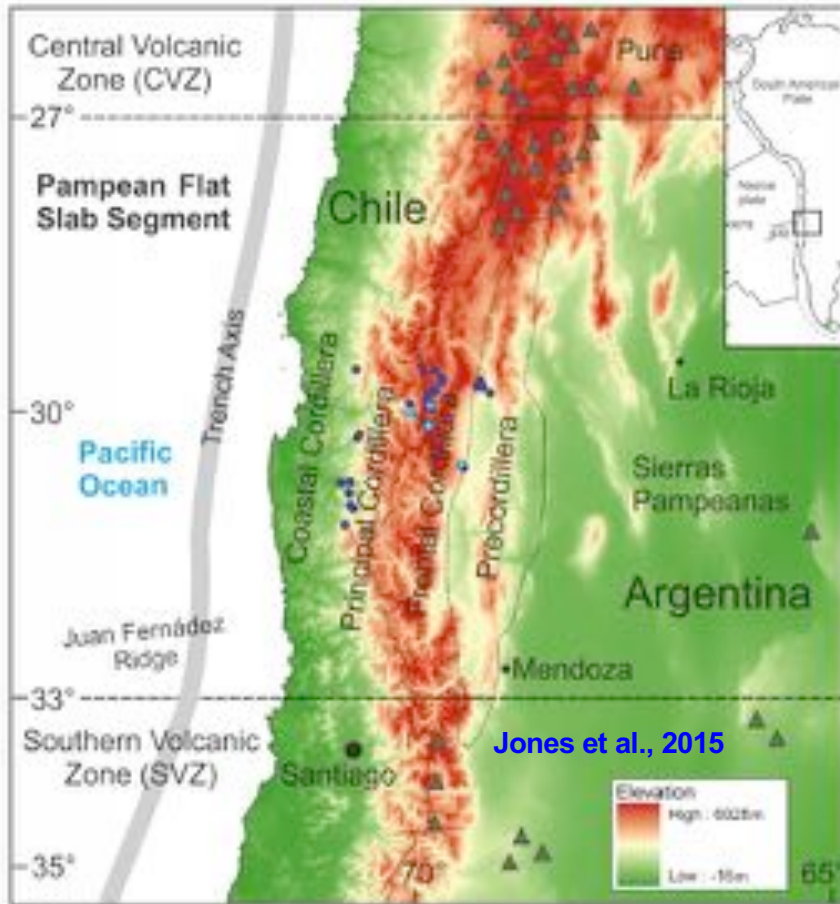 Central Volcanic
Zone (CVZ)
Puna
South American
Plate
27°
Pampean Flat
Slab Segment
Chile
Nazca
plate
Trench Axis
Coastal Cordillera
Principal Cordillera
Frontal Cordillera
Precordillera
La Rioja
30°
Pacific
Ocean
Sierras
Pampeanas
Argentina
Juan Fernádez
Ridge
Mendoza
33°
Southern Volcanic
Zone (SVZ)
Santiago
Jones et al., 2015
Elevation
High : 6028m
Low : -16m
35°
70°
65°